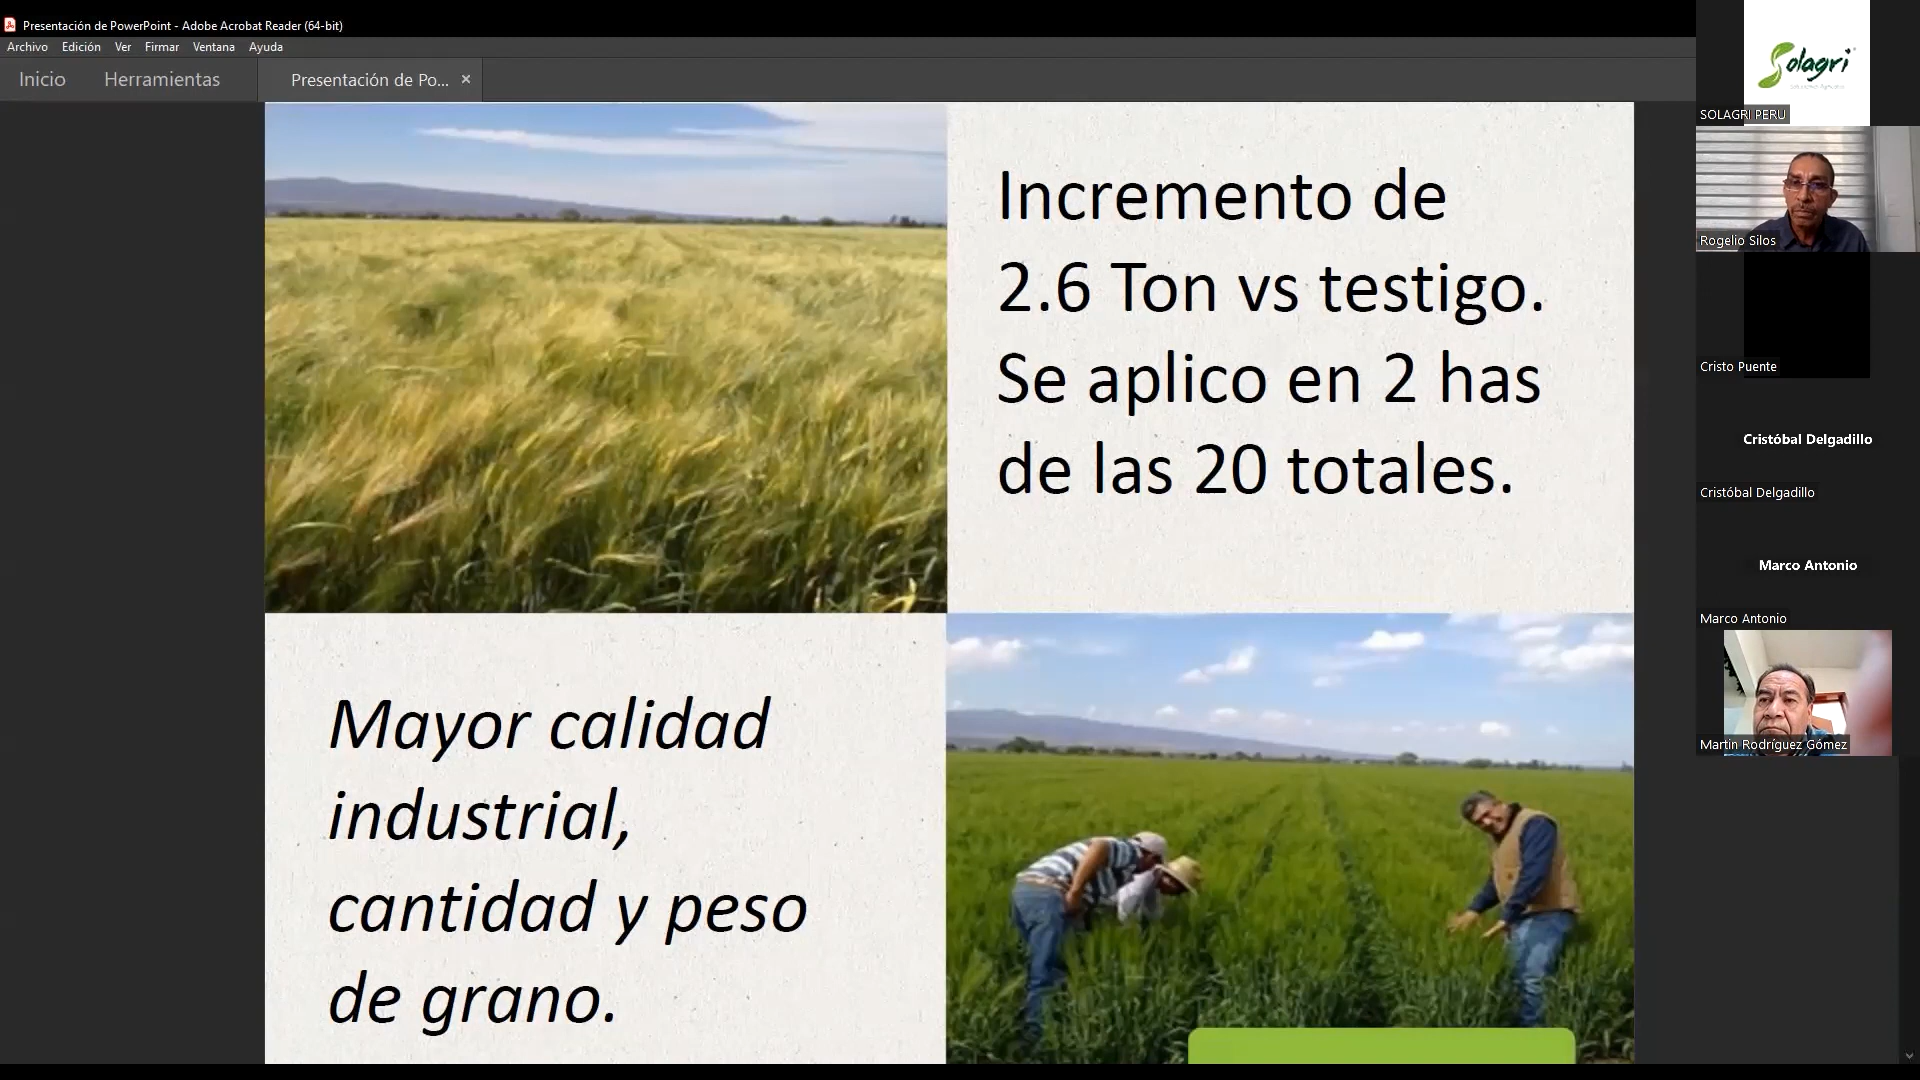 Presentación de PowerPoint - Adobe Acrobat Reader (64-bit)
Archivo Edición Ver Firmar Ventana Ayuda
Inicio Herramientas Presentación de Po... ×
Incremento de
2.6 Ton vs testigo.
Se aplico en 2 has
de las 20 totales.
Mayor calidad
industrial,
cantidad y peso
de grano.
Solagri
SOLAGRI PERU
Rogelio Silos
Cristo Puente
Cristóbal Delgadillo
Cristóbal Delgadillo
Marco Antonio
Marco Antonio
Martin Rodríguez Gómez